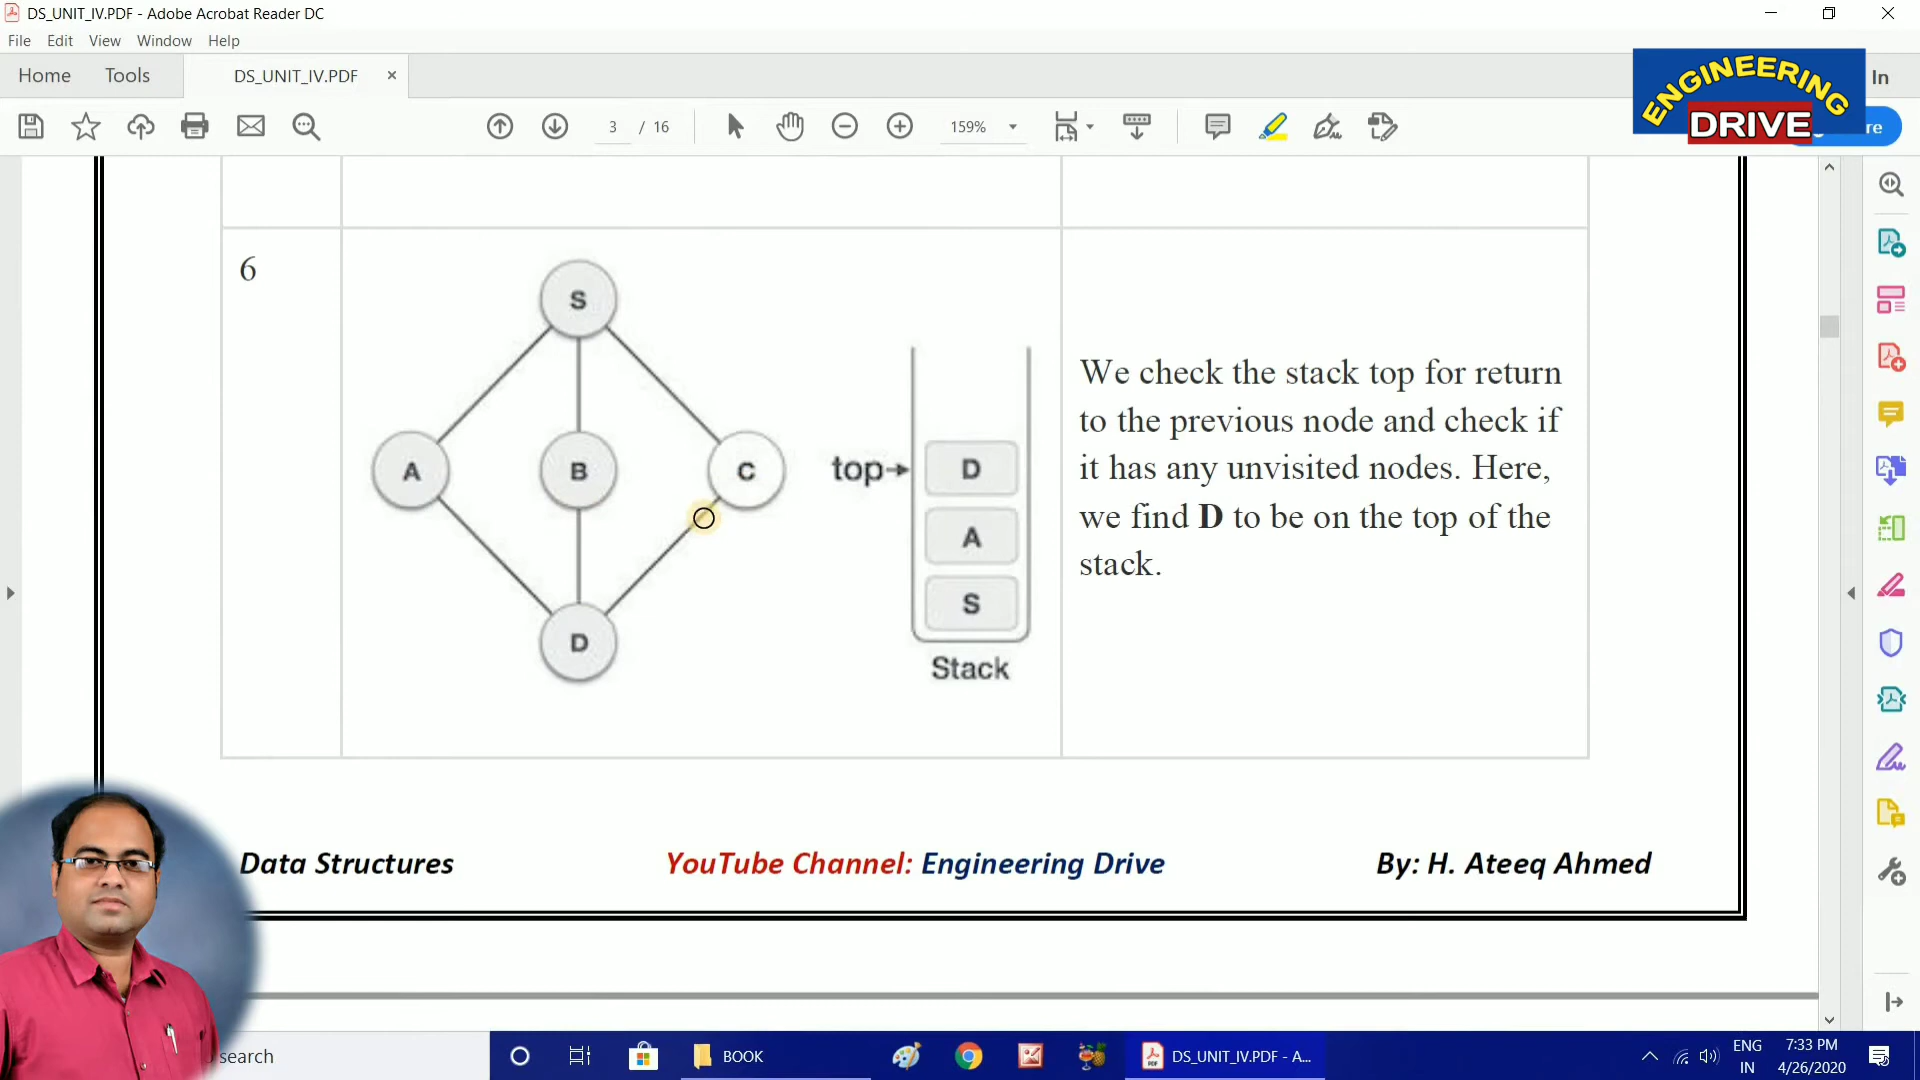 DS_UNIT_IV.PDF - Adobe Acrobat Reader DC
File Edit View Window Help
Home Tools DS_UNIT_IV.PDF × In
ENGINEERING
DRIVE
3 / 16 159% re
6
S
A B C
D
top→ D
A
S
Stack
We check the stack top for return
to the previous node and check if
it has any unvisited nodes. Here,
we find D to be on the top of the
stack.
Data Structures YouTube Channel: Engineering Drive By: H. Ateeq Ahmed
search BOOK DS_UNIT_IV.PDF - A... ENG 7:33 PM
IN 4/26/2020